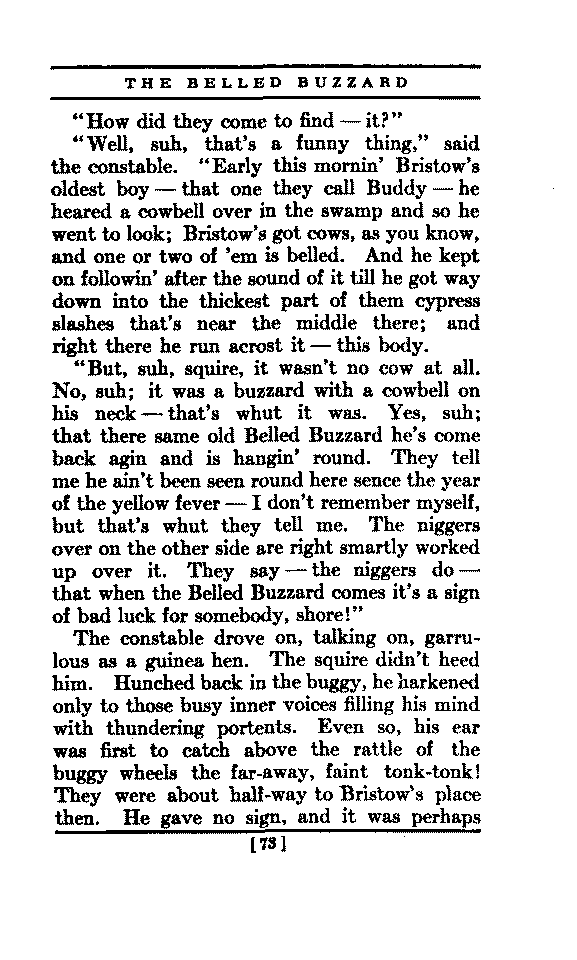 THE BELLED BUZZARD
"How did they come to find — it?"
"Well, suh, that's a funny thing," said
the constable. "Early this mornin' Bristow's
oldest boy — that one they call Buddy — he
heared a cowbell over in the swamp and so he
went to look; Bristow's got cows, as you know,
and one or two of 'em is belled. And he kept
on followin' after the sound of it till he got way
down into the thickest part of them cypress
slashes that's near the middle there; and
right there he run acrost it — this body.
"But, suh, squire, it wasn't no cow at all.
No, suh; it was a buzzard with a cowbell on
his neck — that's whut it was. Yes, suh;
that there same old Belled Buzzard he's come
back agin and is hangin' round. They tell
me he ain't been seen round here sence the year
of the yellow fever — I don't remember myself,
but that's whut they tell me. The niggers
over on the other side are right smartly worked
up over it. They say — the niggers do —
that when the Belled Buzzard comes it's a sign
of bad luck for somebody, shore!"
The constable drove on, talking on, garru-
lous as a guinea hen. The squire didn't heed
him. Hunched back in the buggy, he harkened
only to those busy inner voices filling his mind
with thundering portents. Even so, his ear
was first to catch above the rattle of the
buggy wheels the far-away, faint tonk-tonk!
They were about half-way to Bristow's place
then. He gave no sign, and it was perhaps
[73]